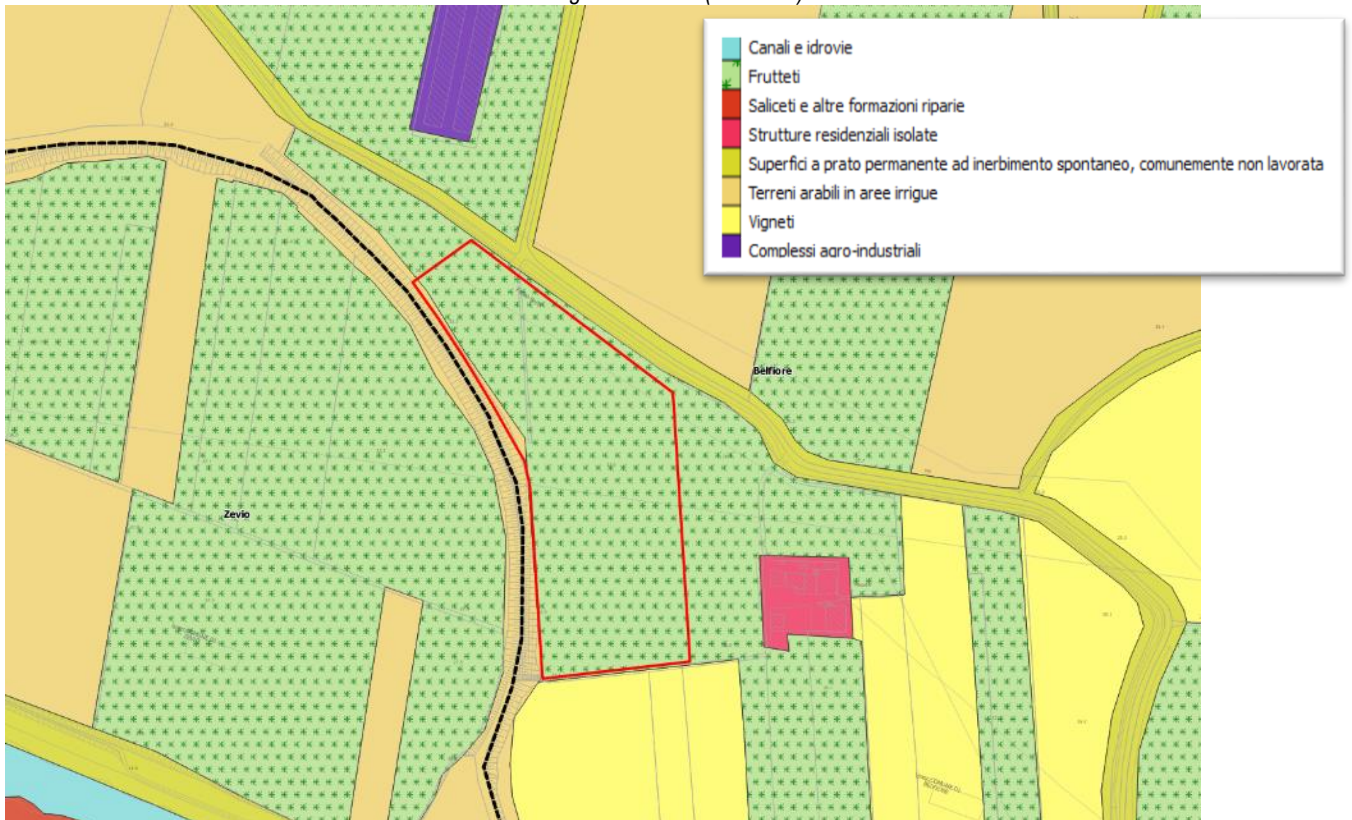 Canali e idrovie
Frutteti
Saliceti e altre formazioni riparie
Strutture residenziali isolate
Superfici a prato permanente ad inerbimento spontaneo, comunemente non lavorata
Terreni arabili in aree irrigue
Vigneti
Complessi agro-industriali
Belfiore
Zevio